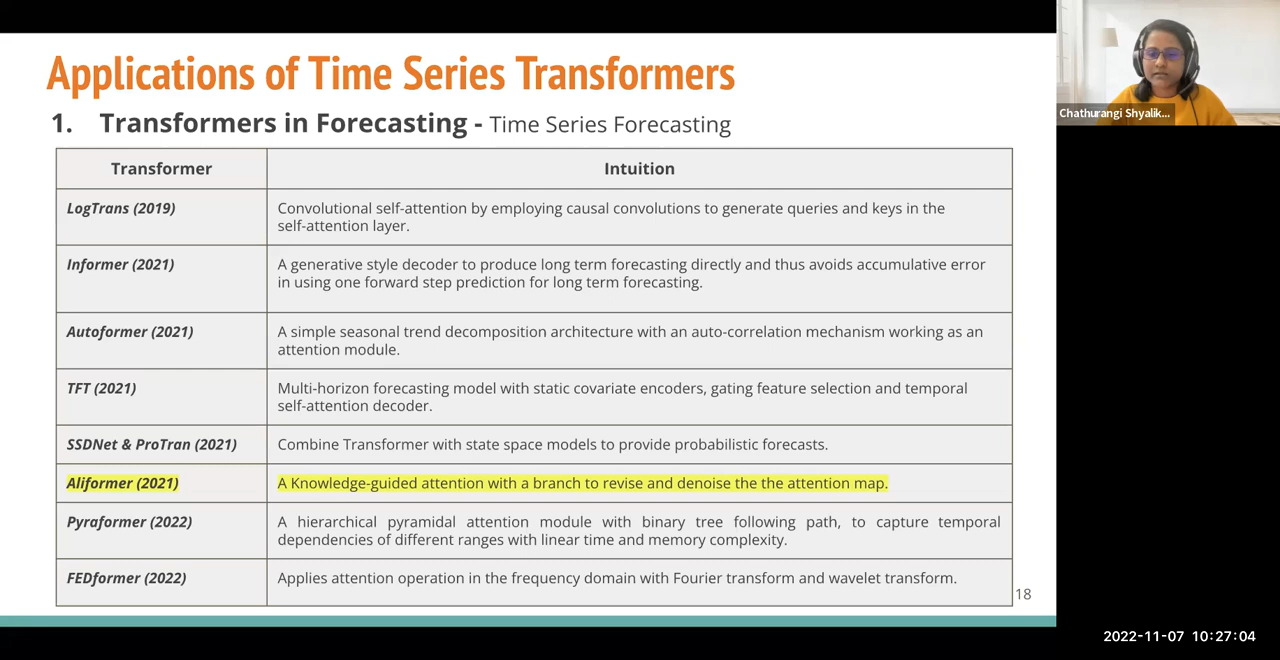 Applications of Time Series Transformers
1. Transformers in Forecasting - Time Series Forecasting
Transformer
Intuition
LogTrans (2019)
Convolutional self-attention by employing causal convolutions to generate queries and keys in the
self-attention layer.
Informer (2021)
A generative style decoder to produce long term forecasting directly and thus avoids accumulative error
in using one forward step prediction for long term forecasting.
Autoformer (2021)
A simple seasonal trend decomposition architecture with an auto-correlation mechanism working as an
attention module.
TFT (2021)
Multi-horizon forecasting model with static covariate encoders, gating feature selection and temporal
self-attention decoder.
SSDNet & ProTran (2021)
Combine Transformer with state space models to provide probabilistic forecasts.
Aliformer (2021)
A Knowledge-guided attention with a branch to revise and denoise the the attention map.
Pyraformer (2022)
A hierarchical pyramidal attention module with binary tree following path, to capture temporal
dependencies of different ranges with linear time and memory complexity.
FEDformer (2022)
Applies attention operation in the frequency domain with Fourier transform and wavelet transform.
18
Chathurangi Shyalik...
2022-11-07 10:27:04